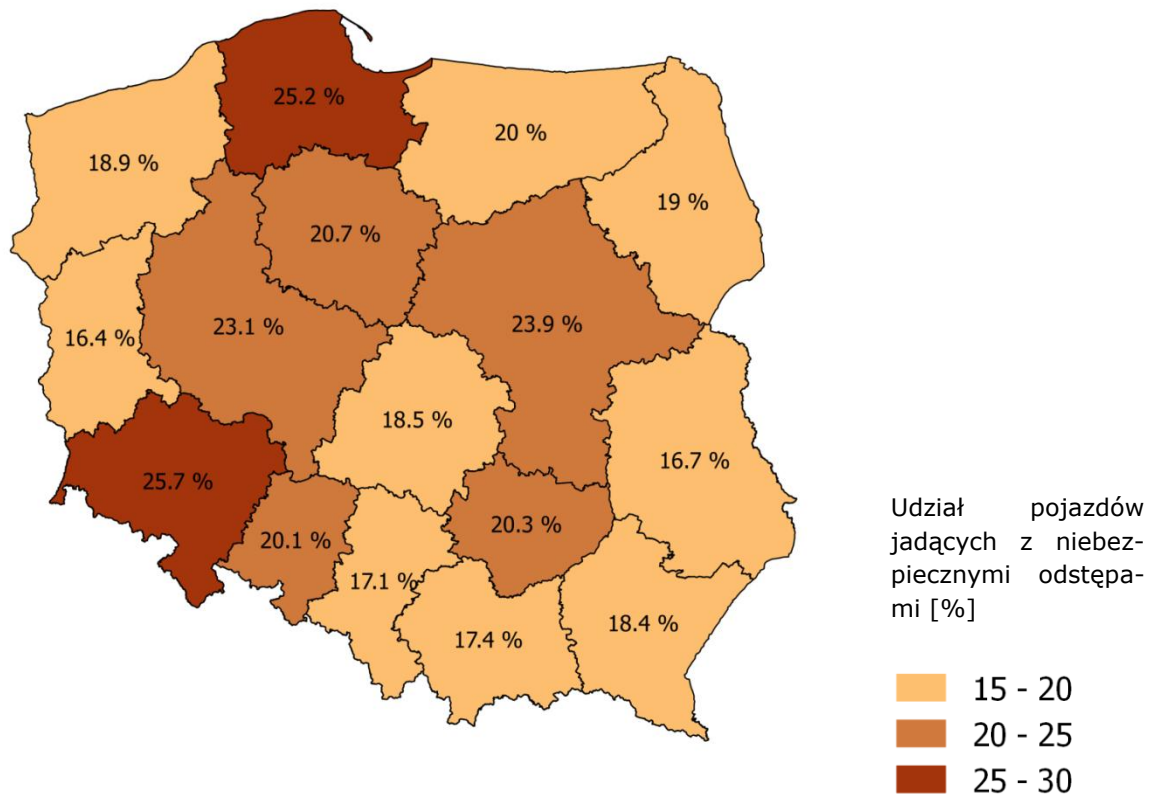 25.2 %
20 %
18.9 %
19 %
20.7 %
23.1 %
23.9 %
16.4 %
18.5 %
16.7 %
25.7 %
20.3 %
20.1 %
17.1 %
18.4 %
17.4 %
Udział pojazdów
jadących z niebez-
piecznymi odstępa-
mi [%]
15 - 20
20 - 25
25 - 30